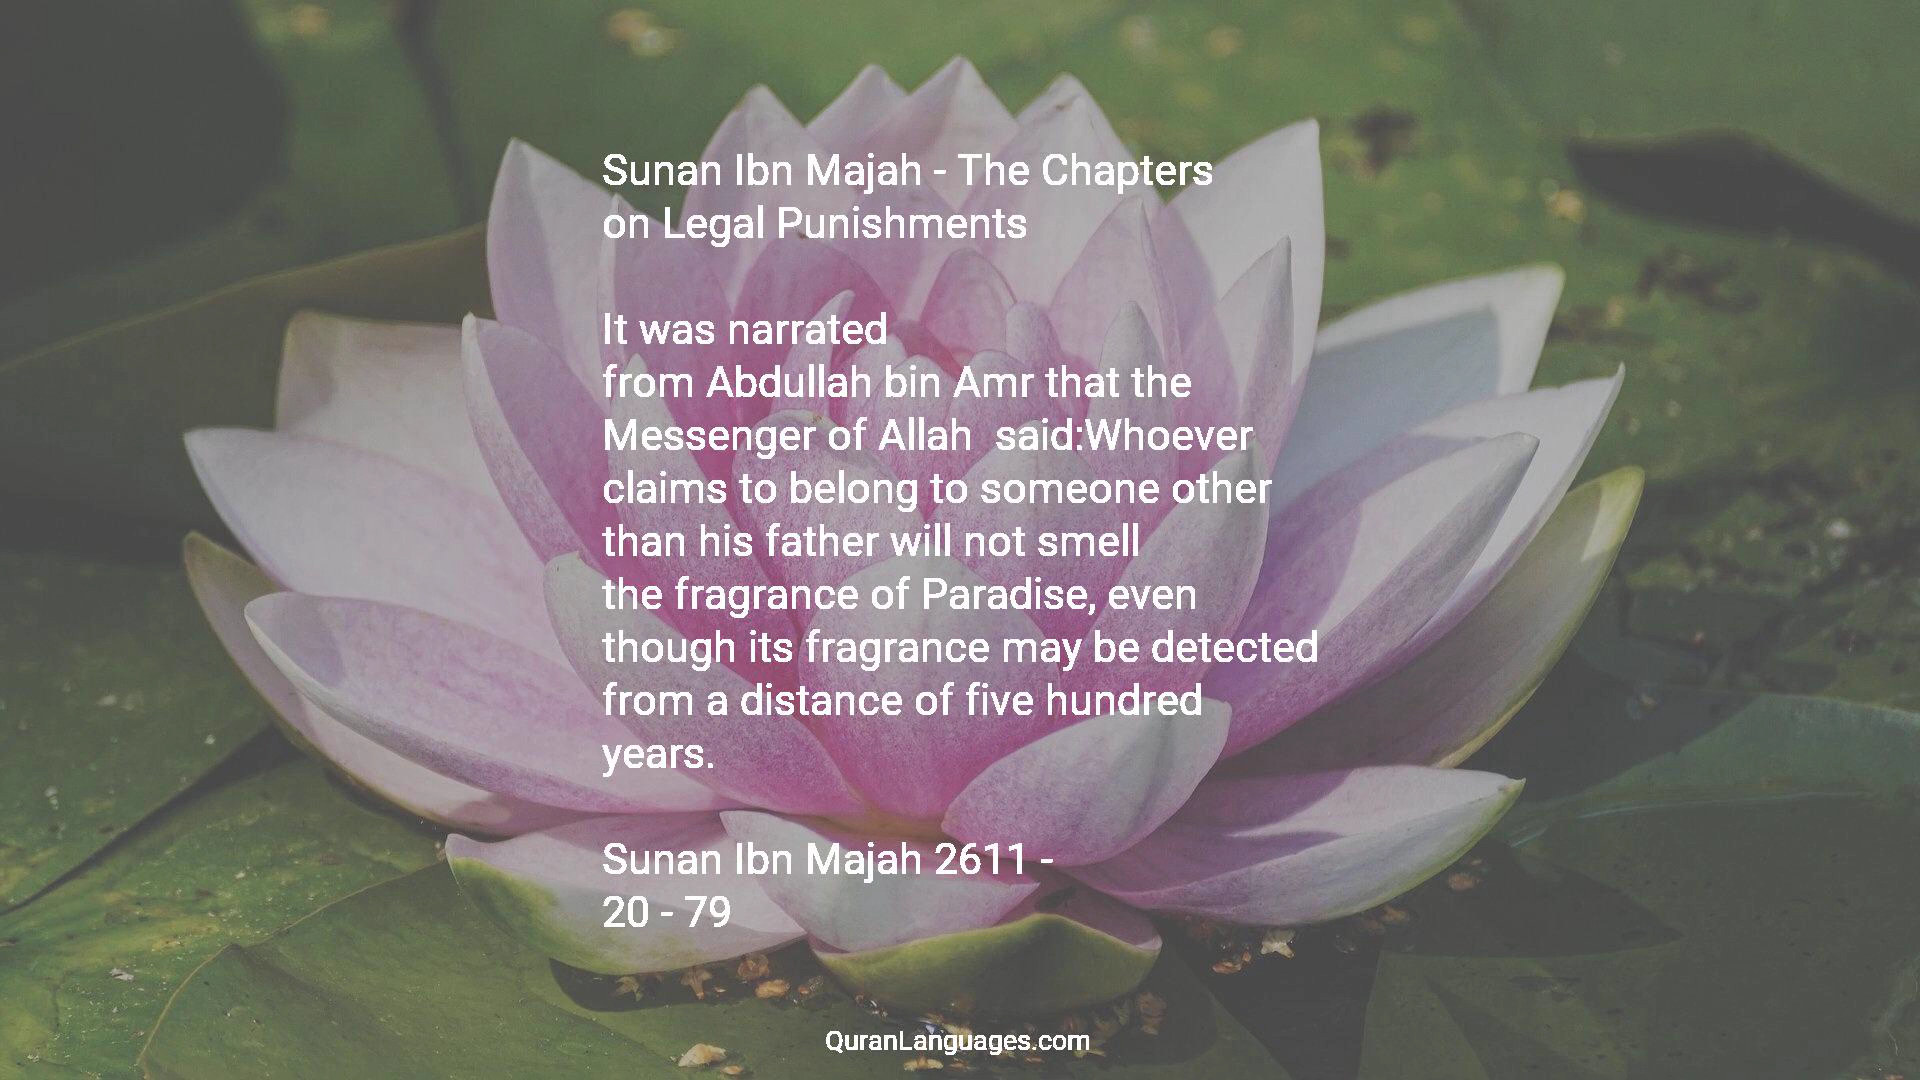 Sunan Ibn Majah - The Chapters
on Legal Punishments
It was narrated
from Abdullah bin Amr that the
Messenger of Allah  said:Whoever
claims to belong to someone other
than his father will not smell
the fragrance of Paradise, even
though its fragrance may be detected
from a distance of five hundred
years.
Sunan Ibn Majah 2611 -
20 - 79
QuranLanguages.com